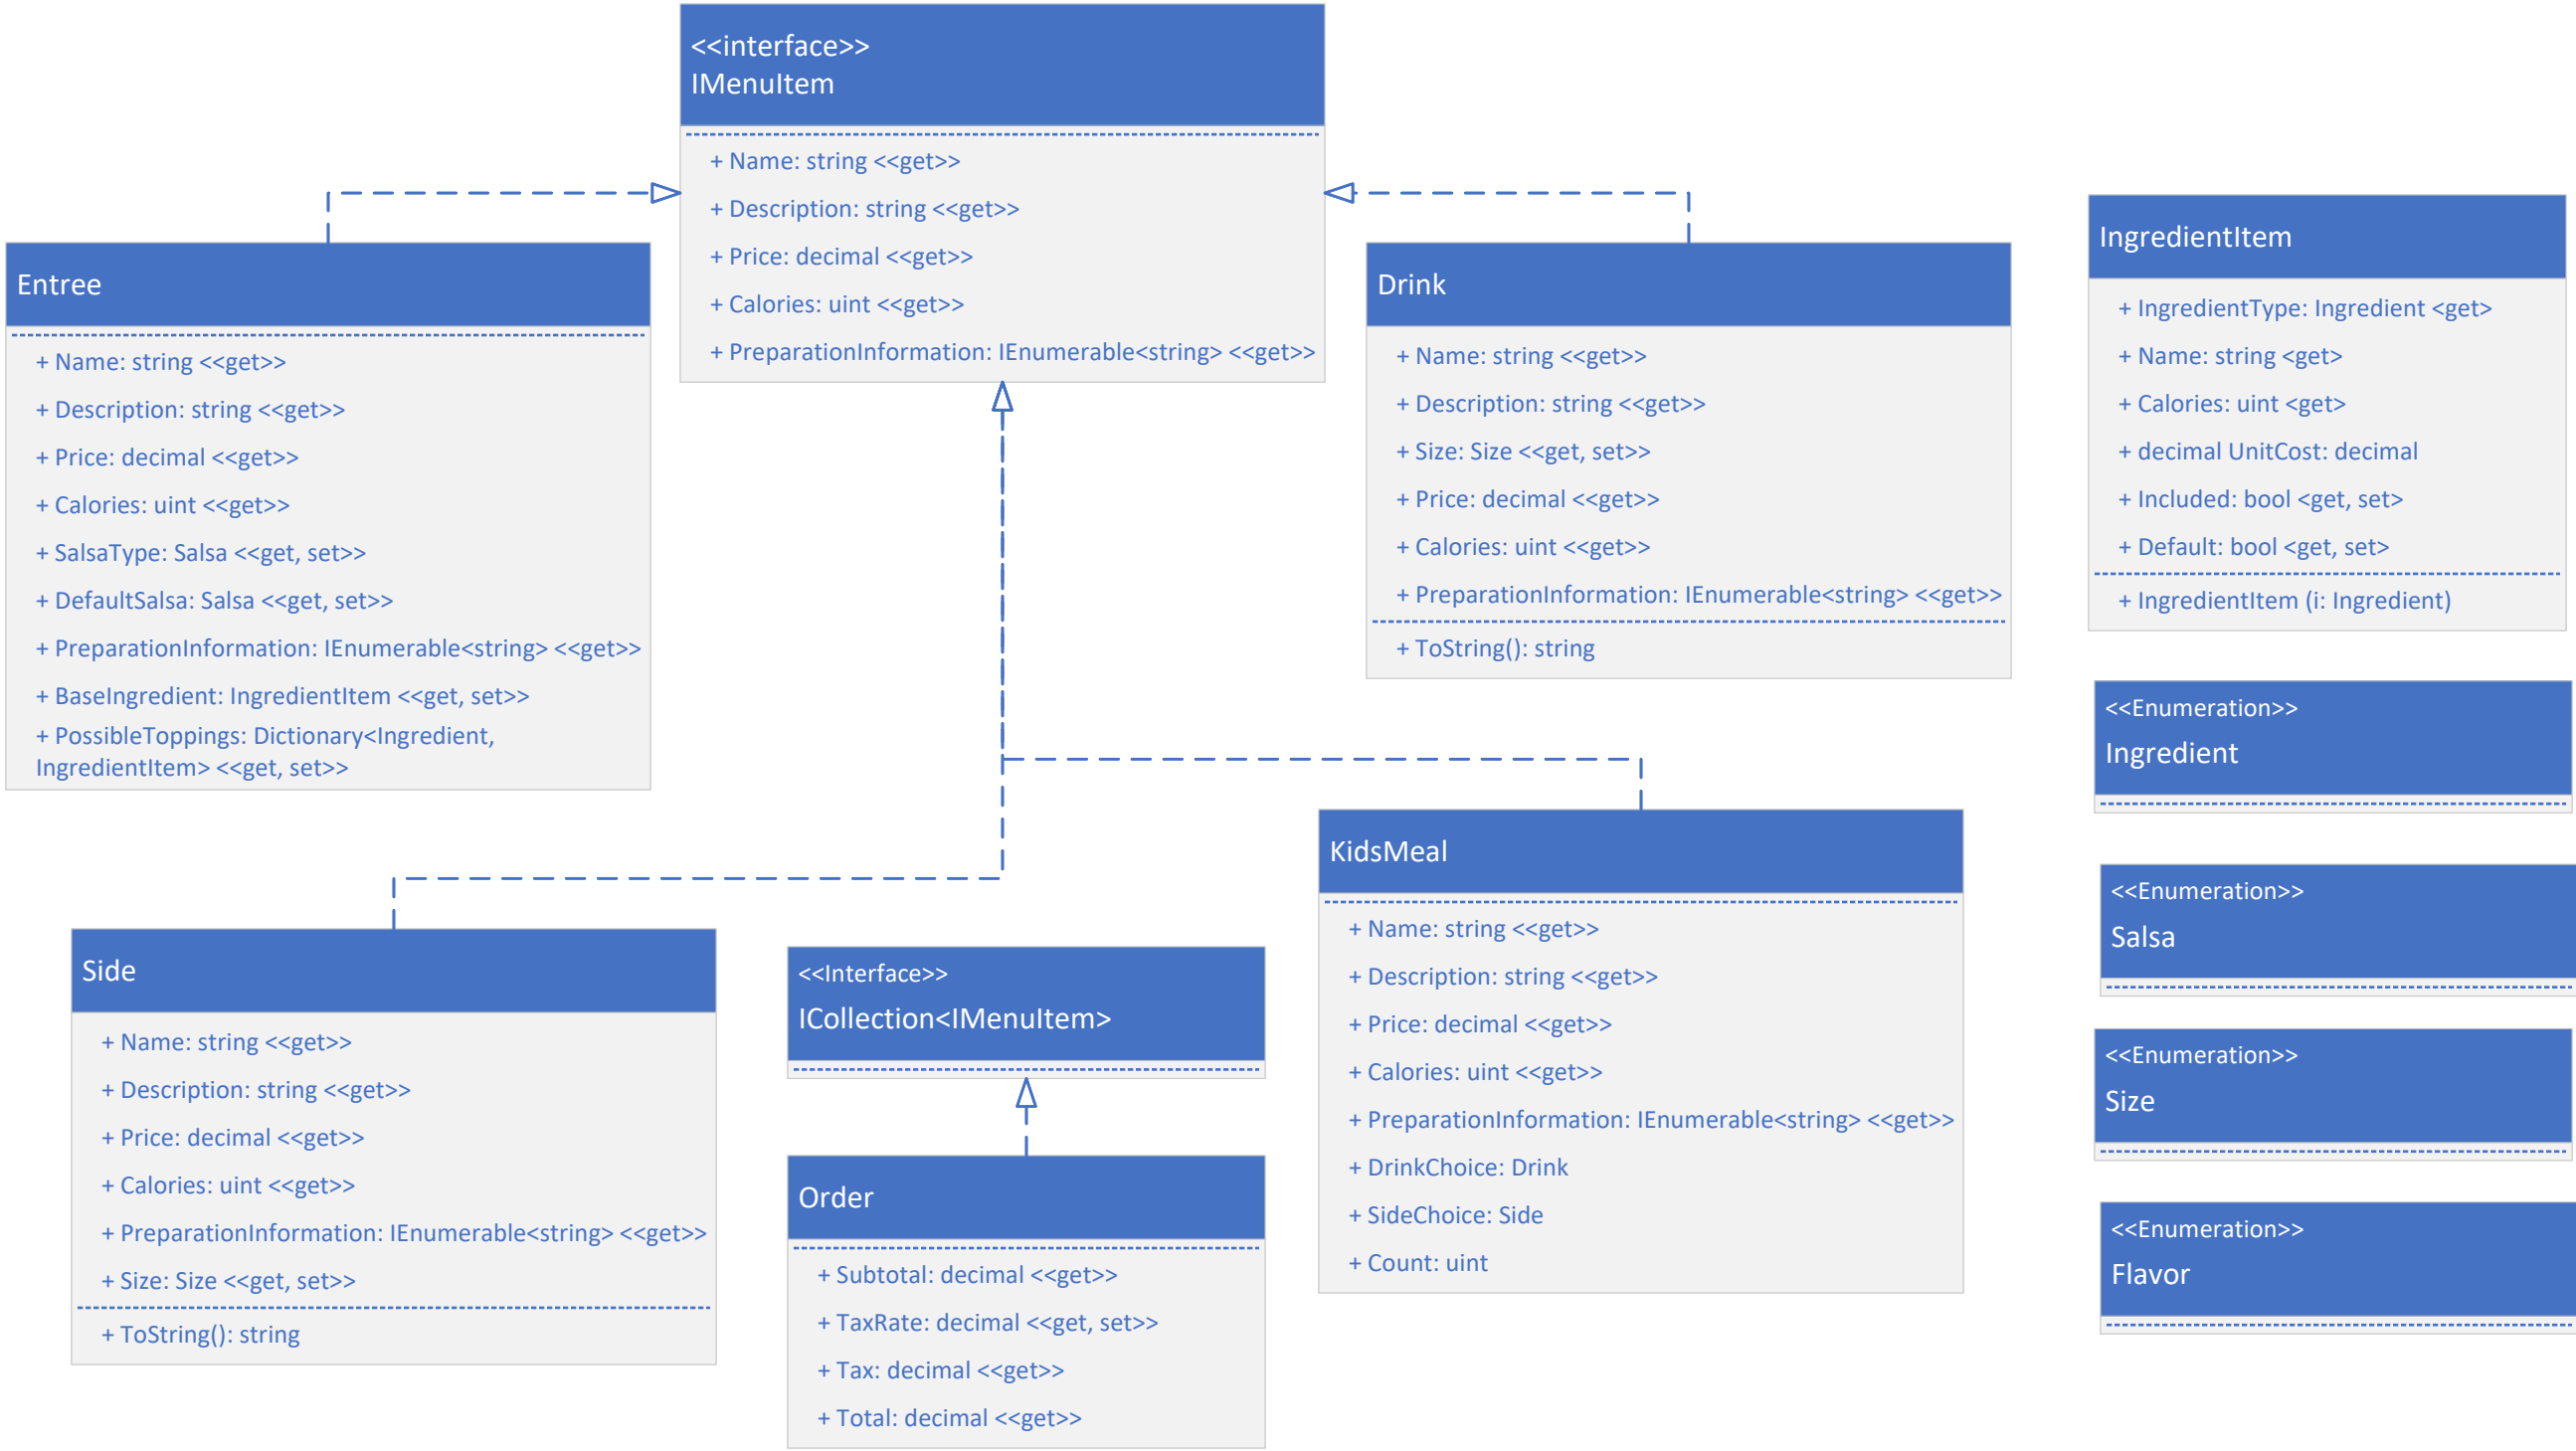 <<interface>>
IMenuItem
+ Name: string <<get>>
+ Description: string <<get>>
+ Price: decimal <<get>>
+ Calories: uint <<get>>
+ PreparationInformation: IEnumerable<string> <<get>>
Entree
+ Name: string <<get>>
+ Description: string <<get>>
+ Price: decimal <<get>>
+ Calories: uint <<get>>
+ SalsaType: Salsa <<get, set>>
+ DefaultSalsa: Salsa <<get, set>>
+ PreparationInformation: IEnumerable<string> <<get>>
+ BaseIngredient: IngredientItem <<get, set>>
+ PossibleToppings: Dictionary<Ingredient,
IngredientItem> <<get, set>>
Drink
+ Name: string <<get>>
+ Description: string <<get>>
+ Size: Size <<get, set>>
+ Price: decimal <<get>>
+ Calories: uint <<get>>
+ PreparationInformation: IEnumerable<string> <<get>>
+ ToString(): string
IngredientItem
+ IngredientType: Ingredient <get>
+ Name: string <get>
+ Calories: uint <get>
+ decimal UnitCost: decimal
+ Included: bool <get, set>
+ Default: bool <get, set>
+ IngredientItem (i: Ingredient)
<<Enumeration>>
Ingredient
<<Enumeration>>
Salsa
<<Enumeration>>
Size
<<Enumeration>>
Flavor
Side
+ Name: string <<get>>
+ Description: string <<get>>
+ Price: decimal <<get>>
+ Calories: uint <<get>>
+ PreparationInformation: IEnumerable<string> <<get>>
+ Size: Size <<get, set>>
+ ToString(): string
<<Interface>>
ICollection<IMenuItem>
Order
+ Subtotal: decimal <<get>>
+ TaxRate: decimal <<get, set>>
+ Tax: decimal <<get>>
+ Total: decimal <<get>>
KidsMeal
+ Name: string <<get>>
+ Description: string <<get>>
+ Price: decimal <<get>>
+ Calories: uint <<get>>
+ PreparationInformation: IEnumerable<string> <<get>>
+ DrinkChoice: Drink
+ SideChoice: Side
+ Count: uint